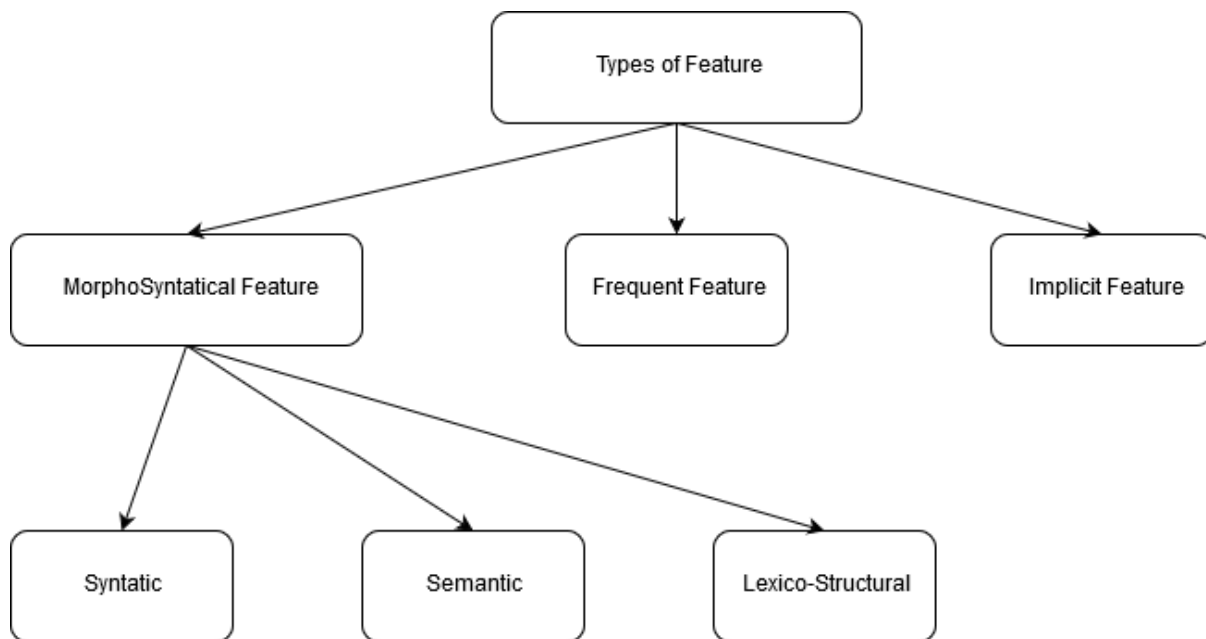 Types of Feature
MorphoSyntatical Feature
Frequent Feature
Implicit Feature
Syntatic
Semantic
Lexico-Structural